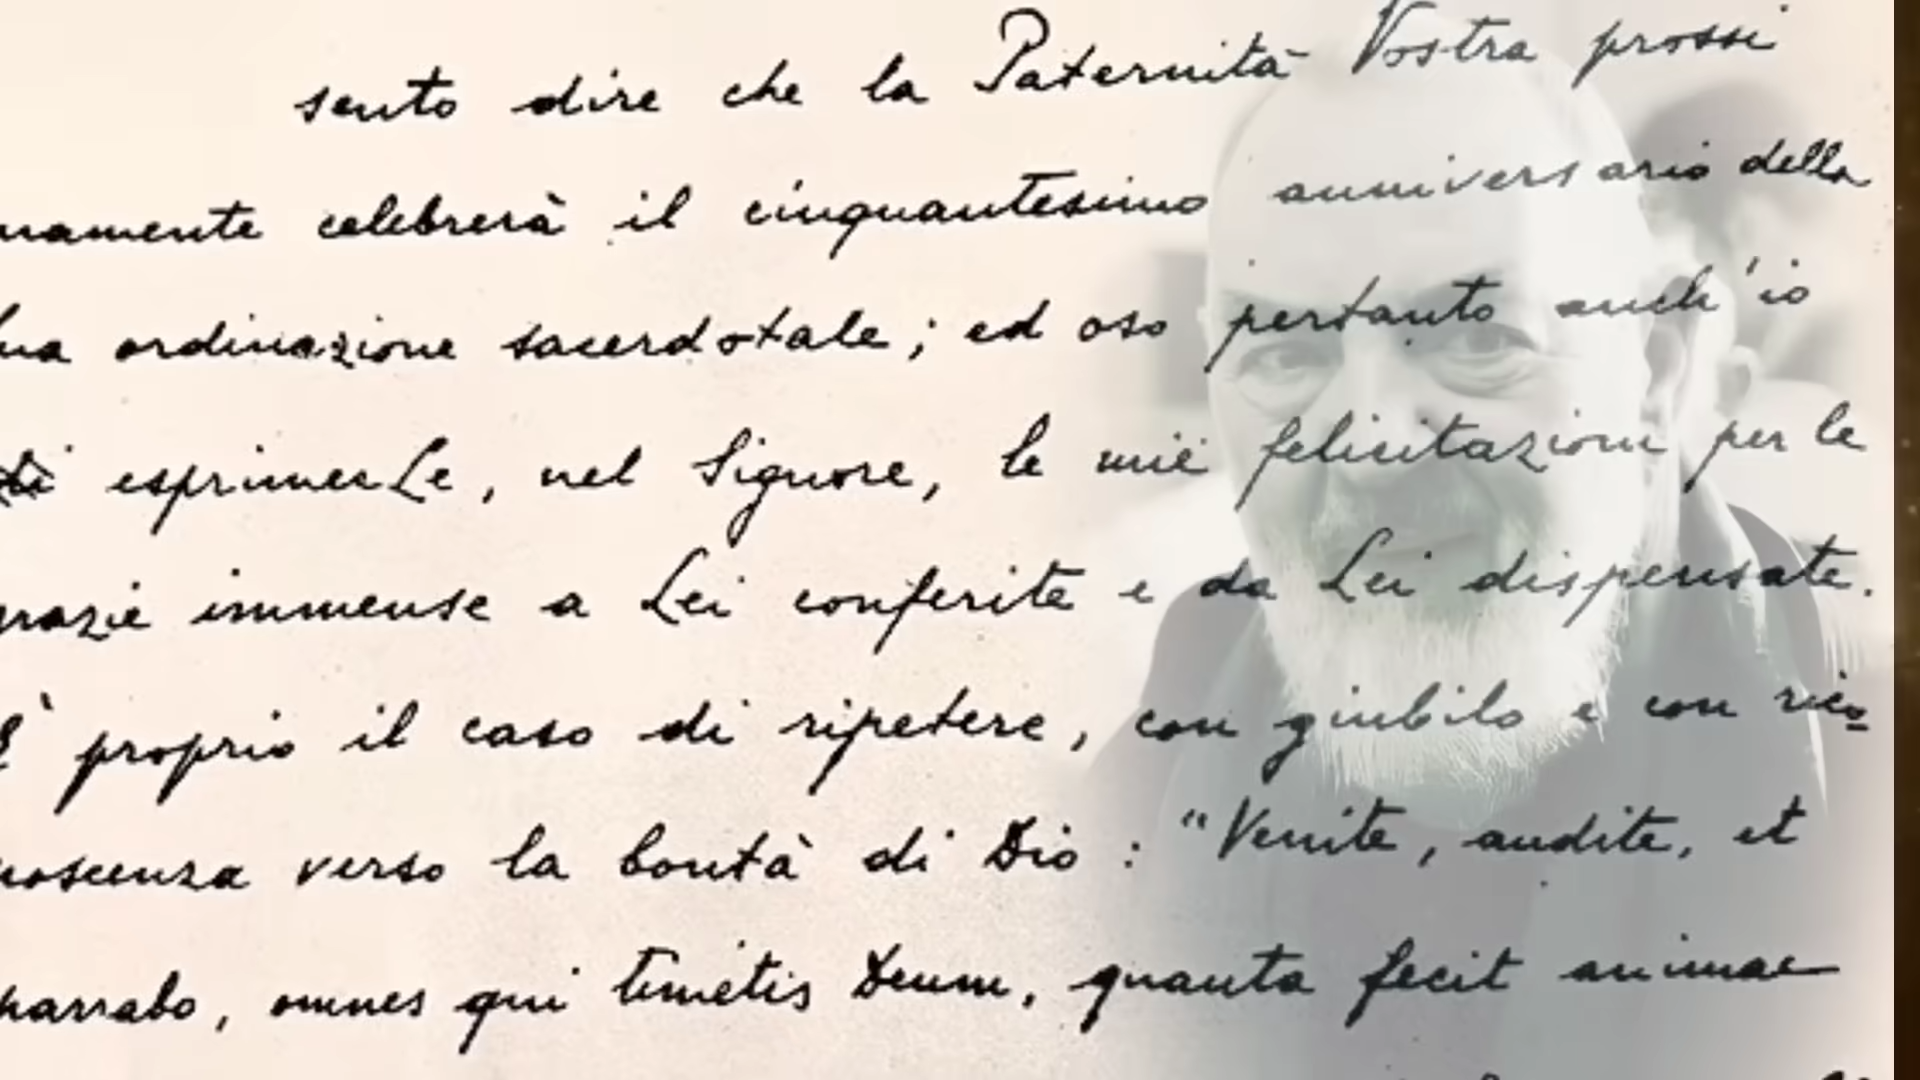 sento dire che la Paternità Vostra prossi
mamente celebrerà il cinquantesimo anniversario della
Sua ordinazione sacerdotale; ed oso pertanto anch'io
esprimerLe, nel Signore, le mie felicitazioni per le
grazie immense a Lei conferite e da Lei dispensate.
È proprio il caso di ripetere, con giubilo e con rico=
noscenza verso la bontà di Dio: "Venite, audite, et
narrabo, omnes qui timetis Deum, quanta fecit animae